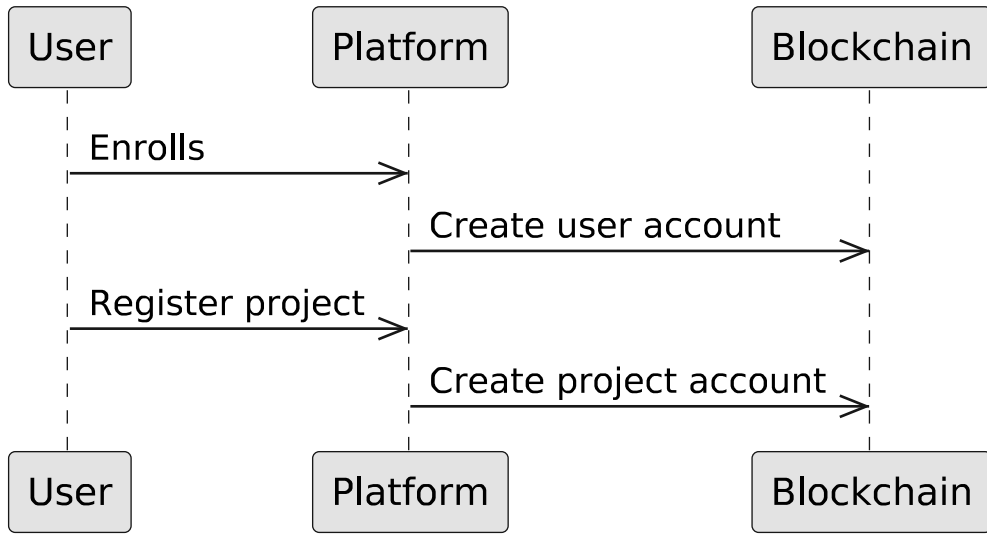 User
Platform
Blockchain
Enrolls
Create user account
Register project
Create project account
User
Platform
Blockchain